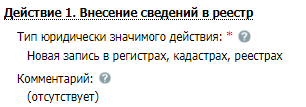 Действие 1. Внесение сведений в реестр
Тип юридически значимого действия: * ?
Новая запись в регистрах, кадастрах, реестрах
Комментарий: ?
(отсутствует)